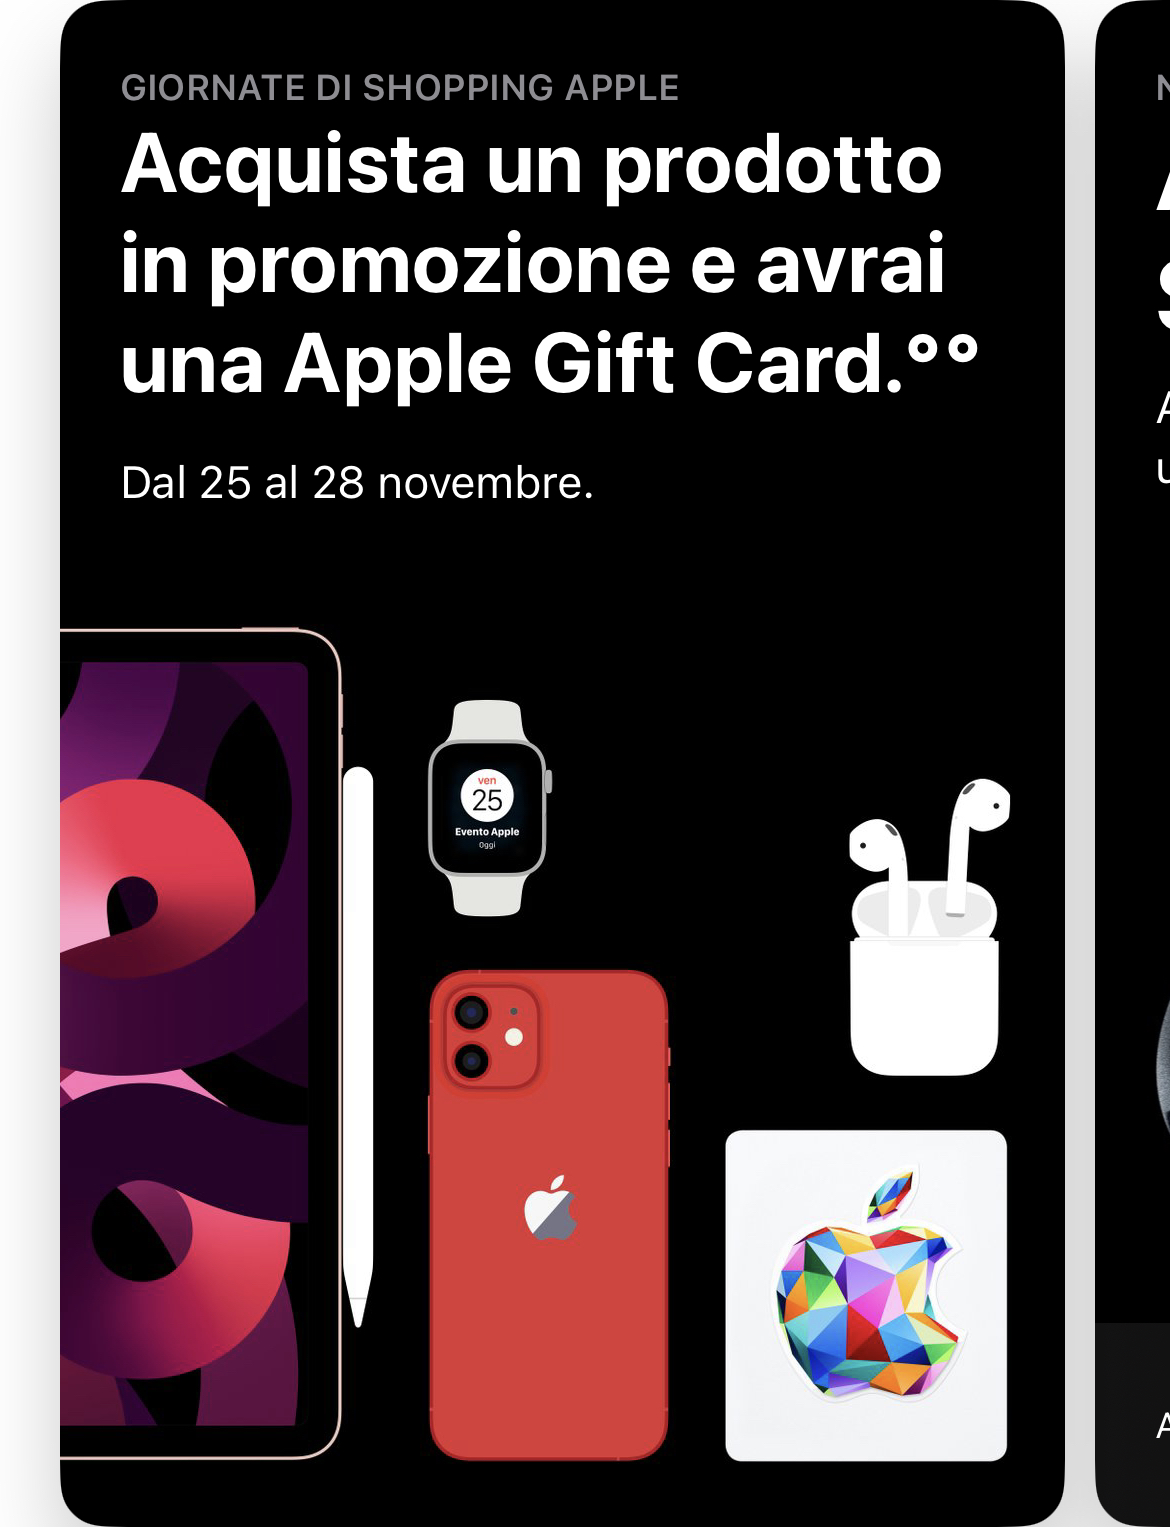 GIORNATE DI SHOPPING APPLE
Acquista un prodotto
in promozione e avrai
una Apple Gift Card.°°
Dal 25 al 28 novembre.
ven
25
Evento Apple
Oggi